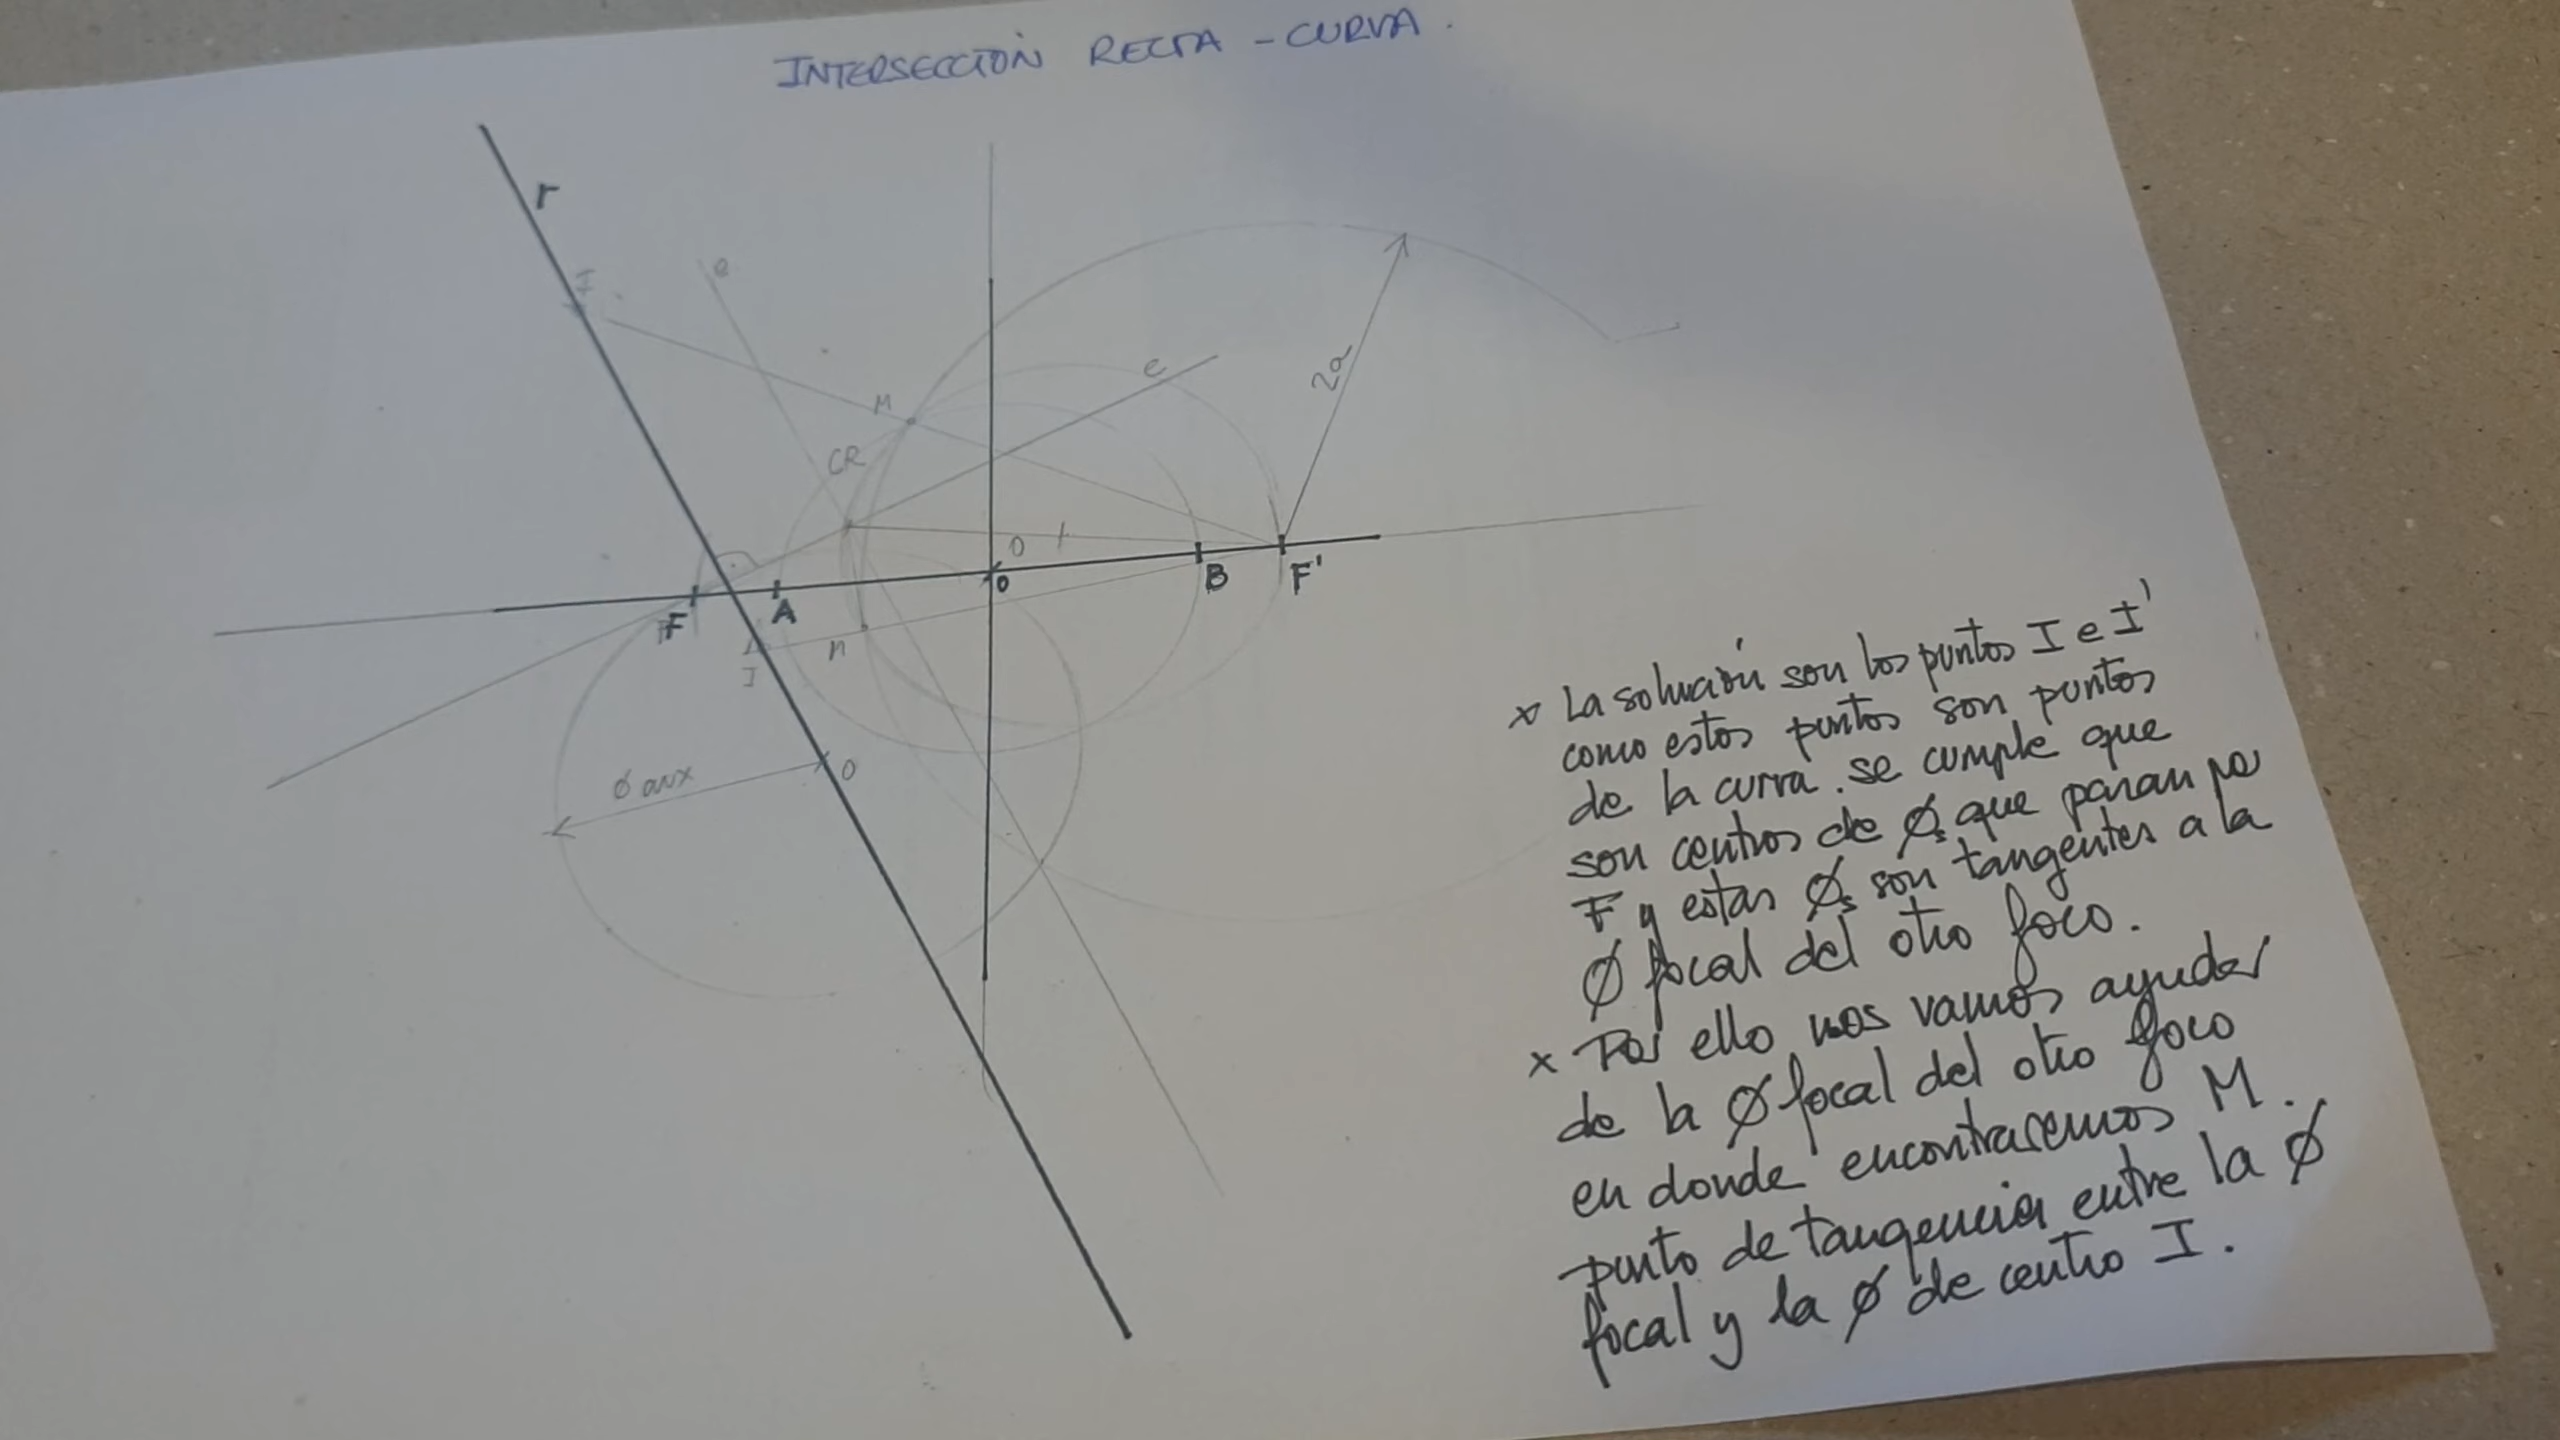 INTERSECCIÓN RECTA - CURVA.
r
I
e
M
e
2a
CR
O
F
A
O
B
F'
I
n
O
Ø aux
x La solución son los puntos I e I'
como estos puntos son puntos
de la curva. se cumple que
son centros de Øs que pasan po
F y estas Øs son tangentes a la
Ø focal del otro foco.
x Por ello nos vamos ayudar
de la Ø focal del otro foco
en donde encontraremos M.
punto de tangencia entre la Ø
focal y la Ø de centro I.